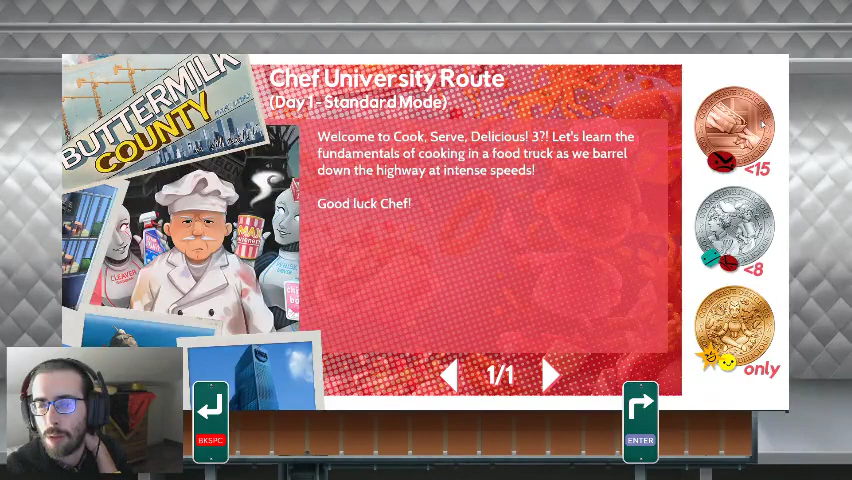 BUTTERMILK
COUNTY
Chef University Route
(Day 1 - Standard Mode)
Welcome to Cook, Serve, Delicious! 3?! Let's learn the
fundamentals of cooking in a food truck as we barrel
down the highway at intense speeds!
Good luck Chef!
<15
<8
only
CLEAVER
WHISK
1/1
BKSPC
ENTER